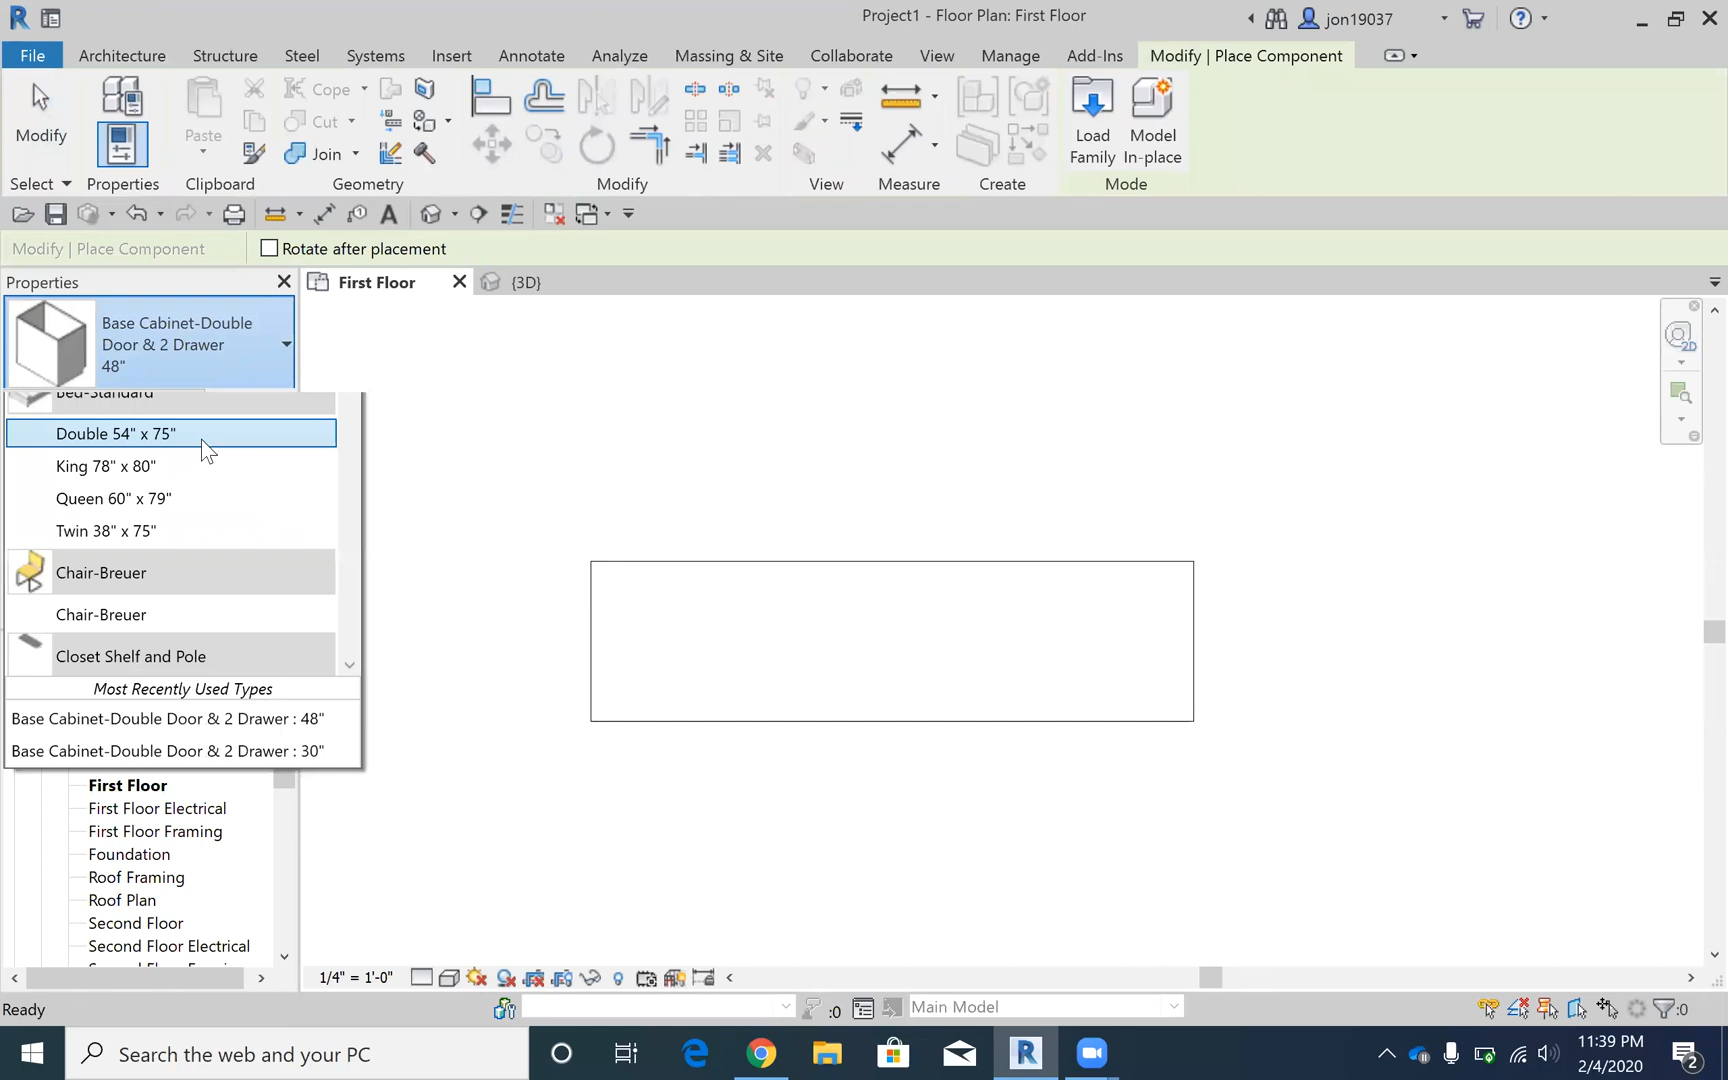 Project1 - Floor Plan: First Floor
jon19037
File
Architecture
Structure
Steel
Systems
Insert
Annotate
Analyze
Massing & Site
Collaborate
View
Manage
Add-Ins
Modify | Place Component
Modify
Paste
Cope
Cut
Join
Load
Family
Model
In-place
Select
Properties
Clipboard
Geometry
Modify
View
Measure
Create
Mode
Modify | Place Component
Rotate after placement
Properties
First Floor
{3D}
Base Cabinet-Double
Door & 2 Drawer
48"
Bed-Standard
Double 54" x 75"
King 78" x 80"
Queen 60" x 79"
Twin 38" x 75"
Chair-Breuer
Chair-Breuer
Closet Shelf and Pole
Most Recently Used Types
Base Cabinet-Double Door & 2 Drawer : 48"
Base Cabinet-Double Door & 2 Drawer : 30"
First Floor
First Floor Electrical
First Floor Framing
Foundation
Roof Framing
Roof Plan
Second Floor
Second Floor Electrical
2D
1/4" = 1'-0"
Ready
:0
Main Model
:0
Search the web and your PC
11:39 PM
2/4/2020
2